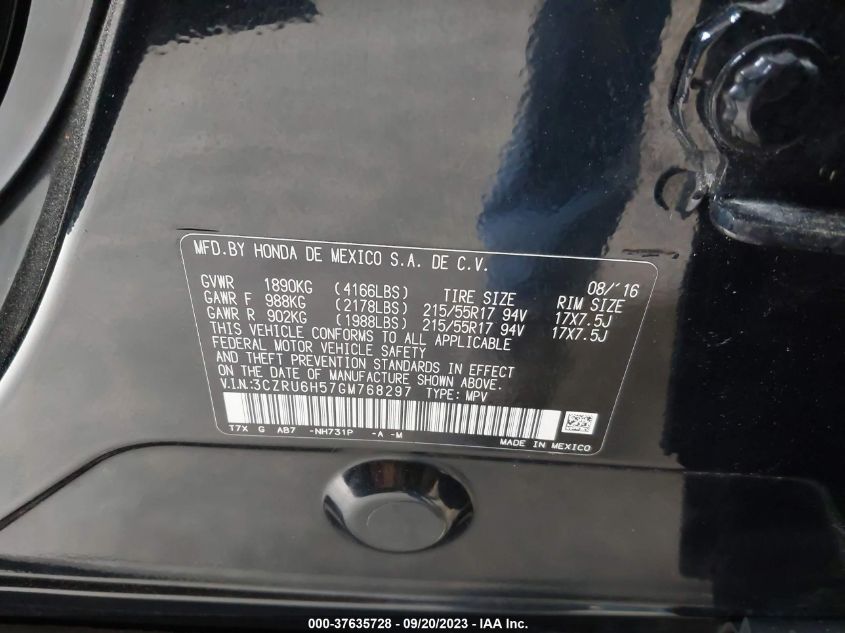 MFD.BY HONDA DE MEXICO S.A. DE C.V.
08/'16
GVWR 1890KG (4166LBS) TIRE SIZE RIM SIZE
GAWR F 988KG (2178LBS) 215/55R17 94V 17X7.5J
GAWR R 902KG (1988LBS) 215/55R17 94V 17X7.5J
THIS VEHICLE CONFORMS TO ALL APPLICABLE
FEDERAL MOTOR VEHICLE SAFETY
AND THEFT PREVENTION STANDARDS IN EFFECT
ON THE DATE OF MANUFACTURE SHOWN ABOVE.
V.I.N:3CZRU6H57GM768297 TYPE: MPV
T7X G AB7 -NH731P -A -M
MADE IN MEXICO
000-37635728 - 09/20/2023 - IAA Inc.